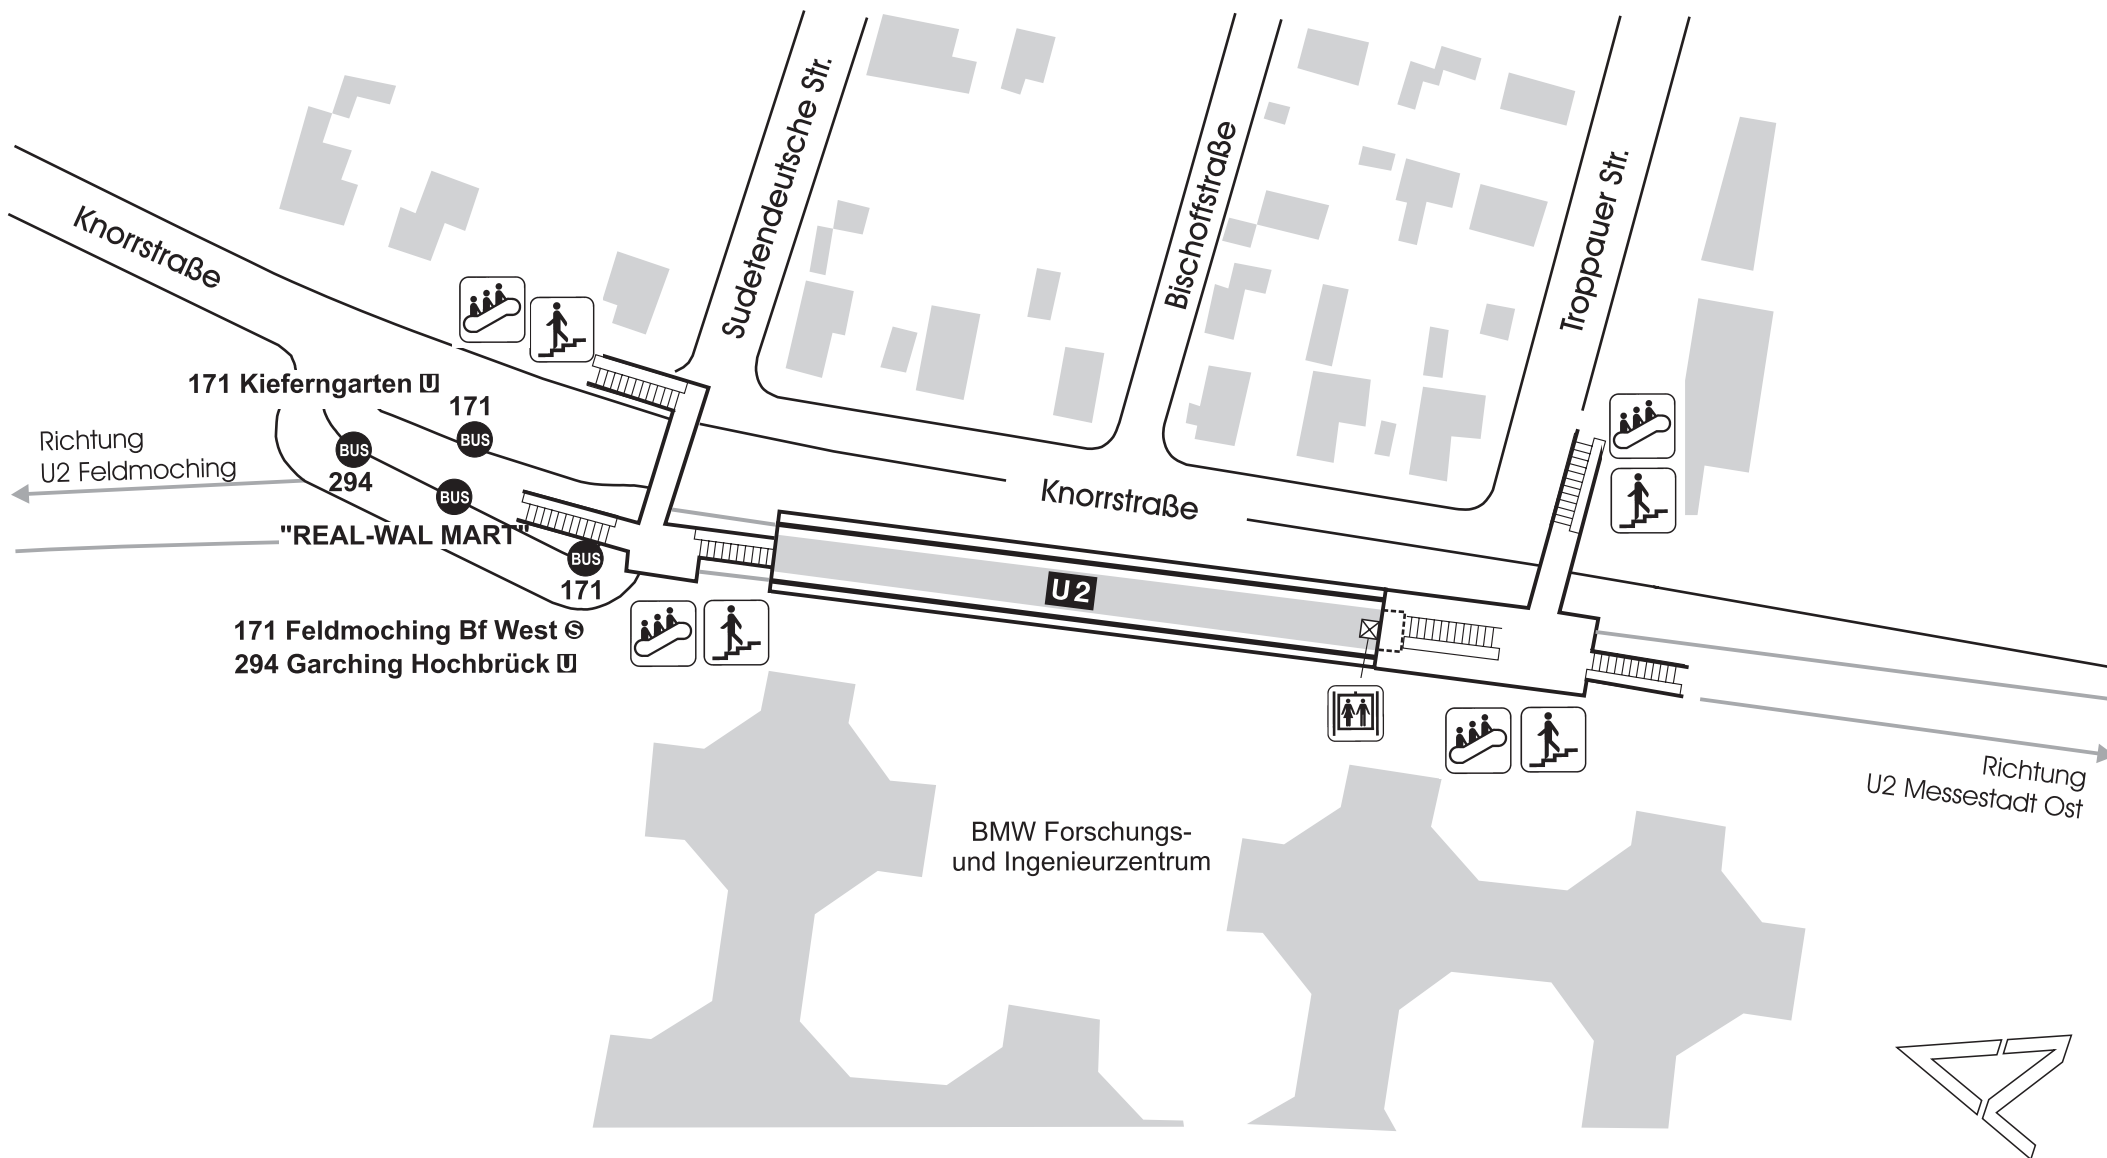 Sudetendeutsche Str.
Bischoffstraße
Troppauer Str.
Knorrstraße
171 Kieferngarten U
171
BUS
Richtung
U2 Feldmoching
BUS
294
BUS
"REAL-WAL MART"
BUS
171
Knorrstraße
U2
171 Feldmoching Bf West S
294 Garching Hochbrück U
Richtung
U2 Messestadt Ost
BMW Forschungs-
und Ingenieurzentrum